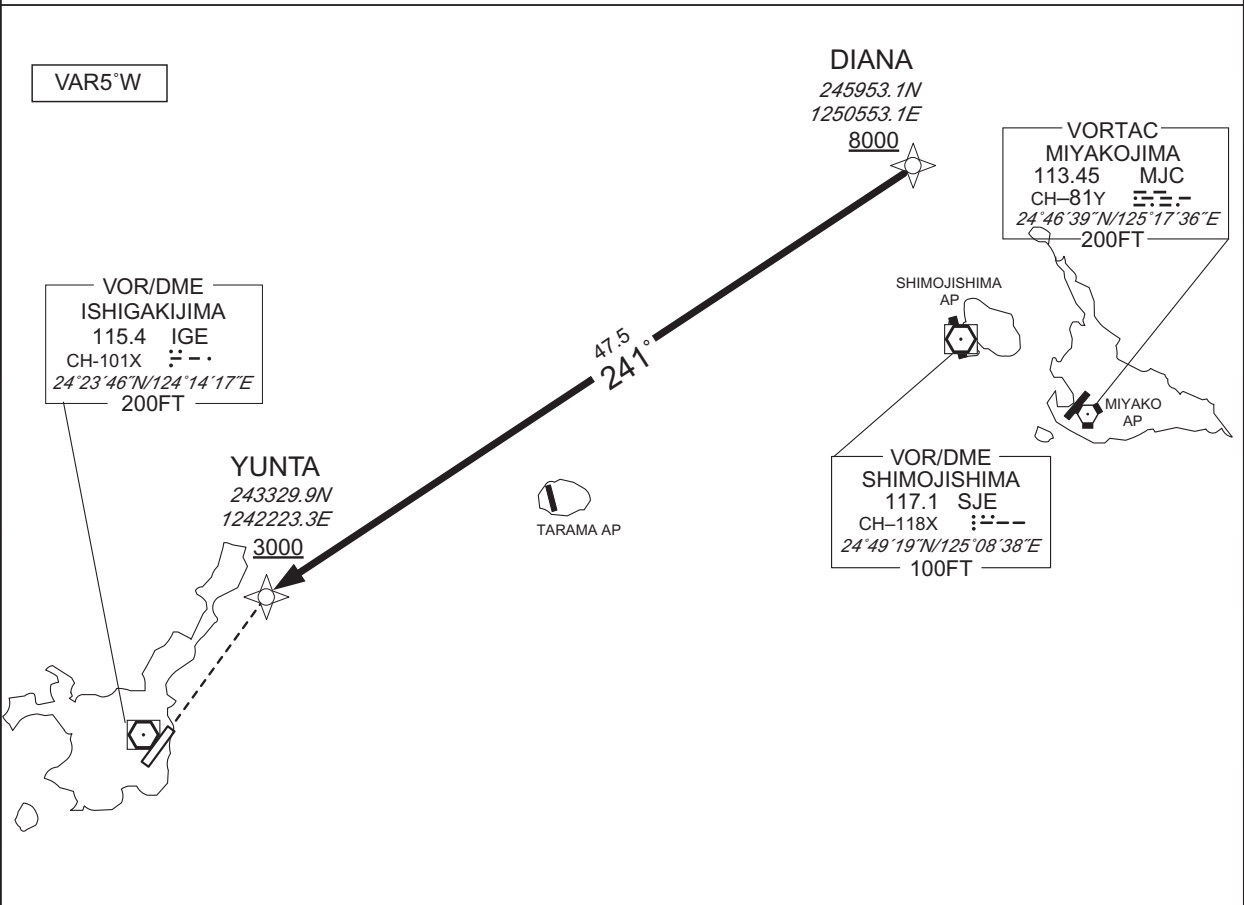 VAR5°W
DIANA
245953.1N
1250553.1E
8000
VORTAC
MIYAKOJIMA
113.45 MJC
CH–81Y
24°46′39″N/125°17′36″E
200FT
SHIMOJISHIMA
AP
VOR/DME
ISHIGAKIJIMA
115.4 IGE
CH-101X
24°23′46″N/124°14′17″E
200FT
47.5
241°
MIYAKO
AP
YUNTA
243329.9N
1242223.3E
3000
TARAMA AP
VOR/DME
SHIMOJISHIMA
117.1 SJE
CH–118X
24°49′19″N/125°08′38″E
100FT